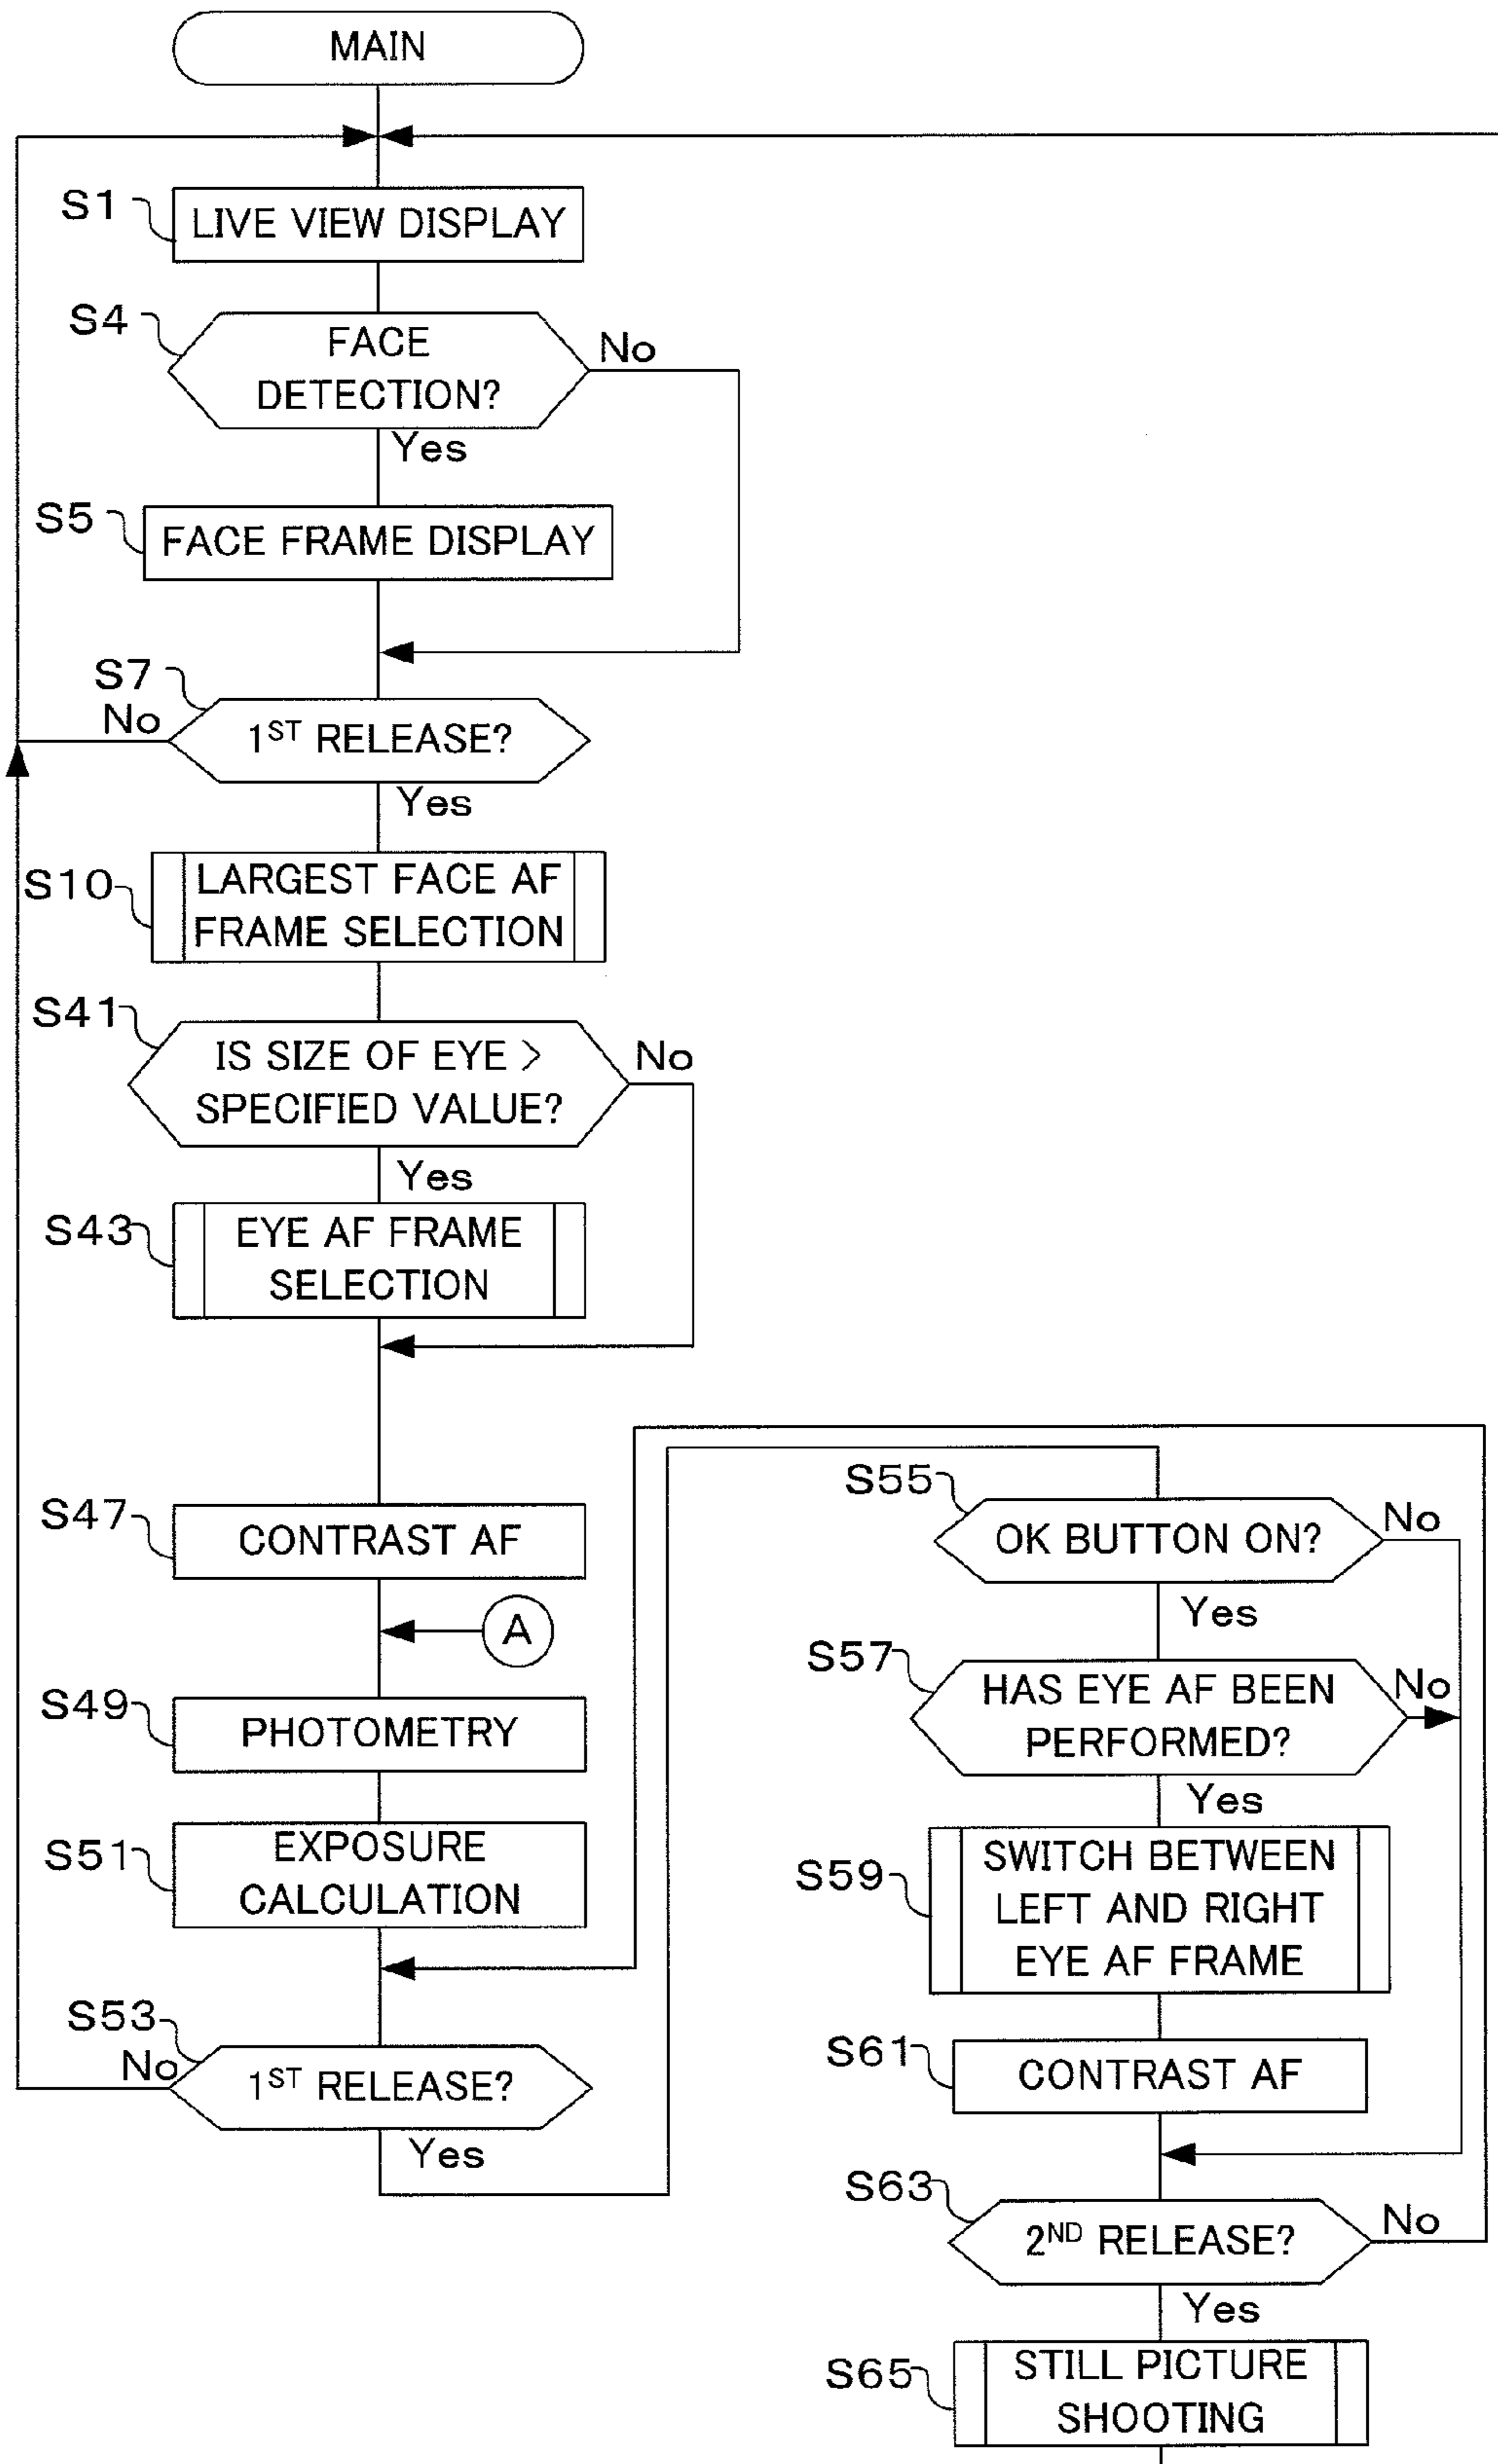 MAIN
S1
LIVE VIEW DISPLAY
S4
FACE
DETECTION?
No
Yes
S5
FACE FRAME DISPLAY
S7
No
1ST RELEASE?
Yes
S10
LARGEST FACE AF
FRAME SELECTION
S41
IS SIZE OF EYE >
SPECIFIED VALUE?
No
Yes
S43
EYE AF FRAME
SELECTION
S47
CONTRAST AF
A
S49
PHOTOMETRY
S51
EXPOSURE
CALCULATION
S53
No
1ST RELEASE?
Yes
S55
OK BUTTON ON?
No
Yes
S57
HAS EYE AF BEEN
PERFORMED?
No
Yes
S59
SWITCH BETWEEN
LEFT AND RIGHT
EYE AF FRAME
S61
CONTRAST AF
S63
2ND RELEASE?
No
Yes
S65
STILL PICTURE
SHOOTING